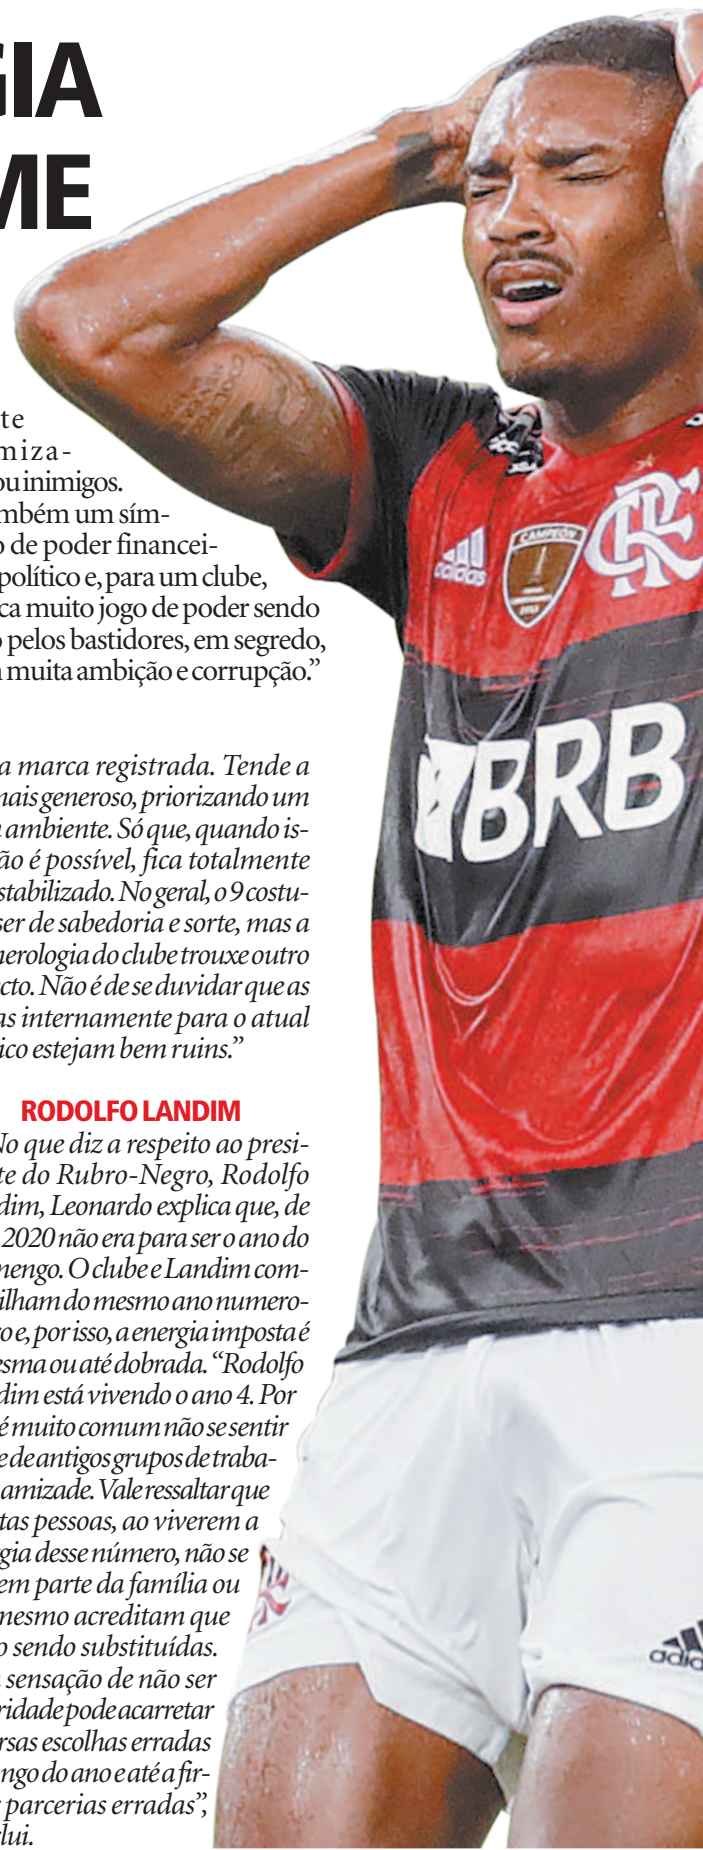 GIA
ME
te
miza-
ou inimigos.
mbém um sím-
o de poder financei-
político e, para um clube,
ca muito jogo de poder sendo
o pelos bastidores, em segredo,
muita ambição e corrupção.”
a marca registrada. Tende a
mais generoso, priorizando um
ambiente. Só que, quando is-
ão é possível, fica totalmente
stabilizado. No geral, o 9 costu-
ser de sabedoria e sorte, mas a
nerologia do clube trouxe outro
cto. Não é de se duvidar que as
as internamente para o atual
ico estejam bem ruins.”
RODOLFO LANDIM
No que diz a respeito ao presi-
te do Rubro-Negro, Rodolfo
dim, Leonardo explica que, de
2020 não era para ser o ano do
mengo. O clube e Landim com-
ilham do mesmo ano numero-
o e, por isso, a energia imposta é
esma ou até dobrada. “Rodolfo
dim está vivendo o ano 4. Por
é muito comum não se sentir
e de antigos grupos de traba-
amizade. Vale ressaltar que
tas pessoas, ao viverem a
gia desse número, não se
em parte da família ou
mesmo acreditam que
o sendo substituídas.
sensação de não ser
ridade pode acarretar
rsas escolhas erradas
ngo do ano e até a fir-
parcerias erradas”,
lui.
adidas
CAMPEÓN
BRB
adid